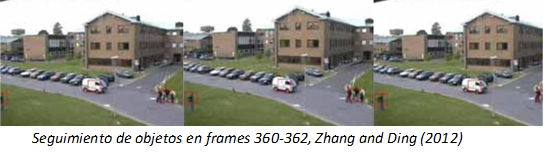 Seguimiento de objetos en frames 360-362, Zhang and Ding (2012)